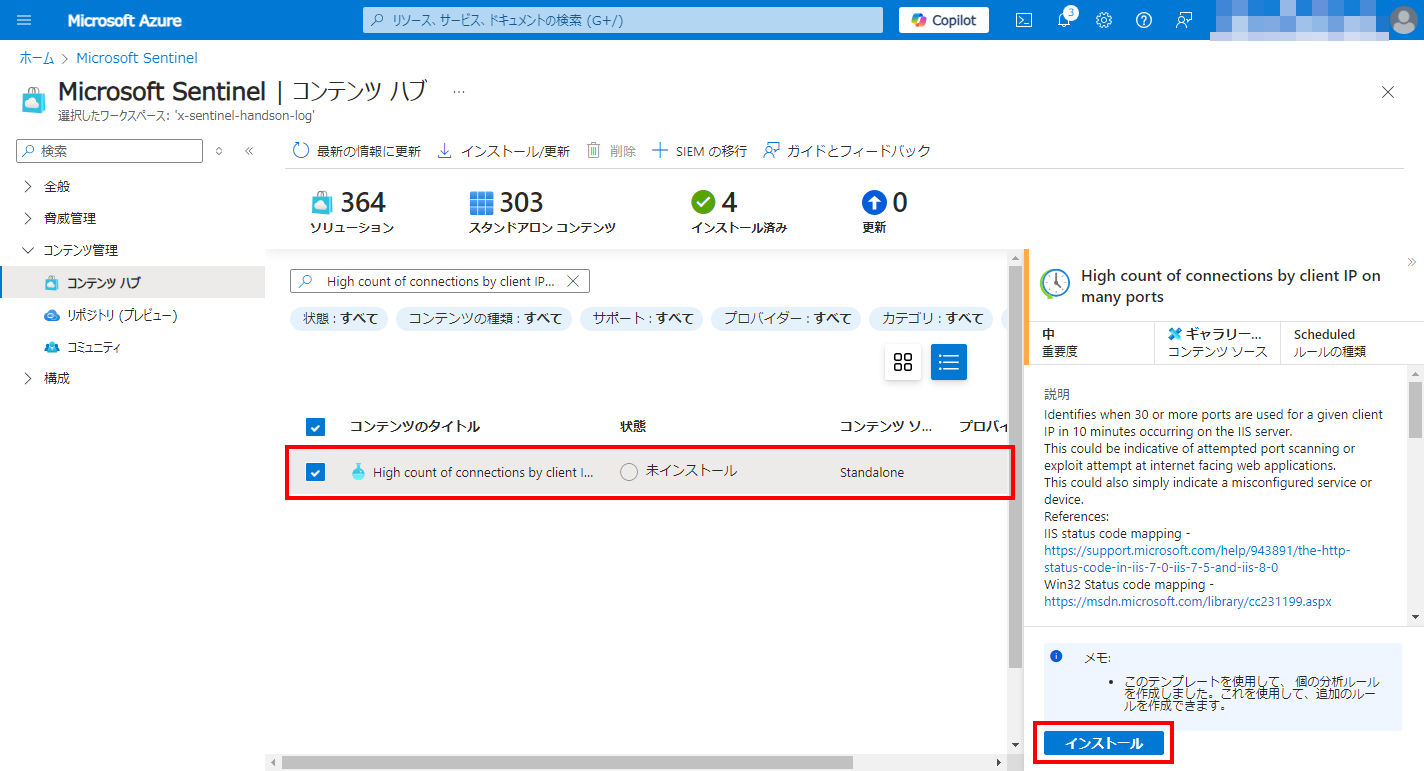 Microsoft Azure
リソース、サービス、ドキュメントの検索 (G+/)
Copilot
3
ホーム > Microsoft Sentinel
Microsoft Sentinel | コンテンツ ハブ ...
選択したワークスペース: 'x-sentinel-handson-log'
検索
最新の情報に更新
インストール/更新
削除
SIEM の移行
ガイドとフィードバック
全般
脅威管理
コンテンツ管理
コンテンツ ハブ
リポジトリ (プレビュー)
コミュニティ
構成
364
ソリューション
303
スタンドアロン コンテンツ
4
インストール済み
0
更新
High count of connections by client IP...
状態 : すべて
コンテンツの種類 : すべて
サポート : すべて
プロバイダー : すべて
カテゴリ : すべて
コンテンツのタイトル
状態
コンテンツ ソ...
プロバイ
High count of connections by client I...
未インストール
Standalone
High count of connections by client IP on
many ports
中
重要度
ギャラリー...
コンテンツ ソース
Scheduled
ルールの種類
説明
Identifies when 30 or more ports are used for a given client
IP in 10 minutes occurring on the IIS server.
This could be indicative of attempted port scanning or
exploit attempt at internet facing web applications.
This could also simply indicate a misconfigured service or
device.
References:
IIS status code mapping -
https://support.microsoft.com/help/943891/the-http-
status-code-in-iis-7-0-iis-7-5-and-iis-8-0
Win32 Status code mapping -
https://msdn.microsoft.com/library/cc231199.aspx
メモ:
• このテンプレートを使用して、 個の分析ルール
を作成しました。これを使用して、追加のルー
ルを作成できます。
インストール